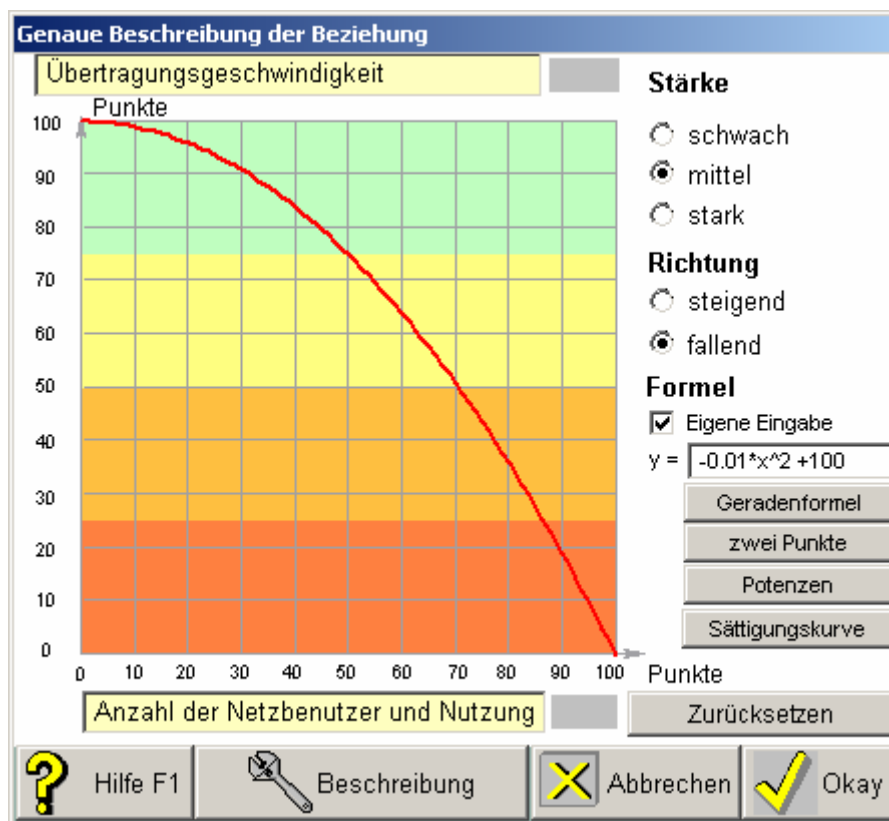 Genaue Beschreibung der Beziehung
Übertragungsgeschwindigkeit
Punkte
100
90
80
70
60
50
40
30
20
10
0
0 10 20 30 40 50 60 70 80 90 100
Punkte
Anzahl der Netzbenutzer und Nutzung
Stärke
schwach
mittel
stark
Richtung
steigend
fallend
Formel
Eigene Eingabe
y = -0.01*x^2 +100
Geradenformel
zwei Punkte
Potenzen
Sättigungskurve
Zurücksetzen
Hilfe F1 Beschreibung Abbrechen Okay